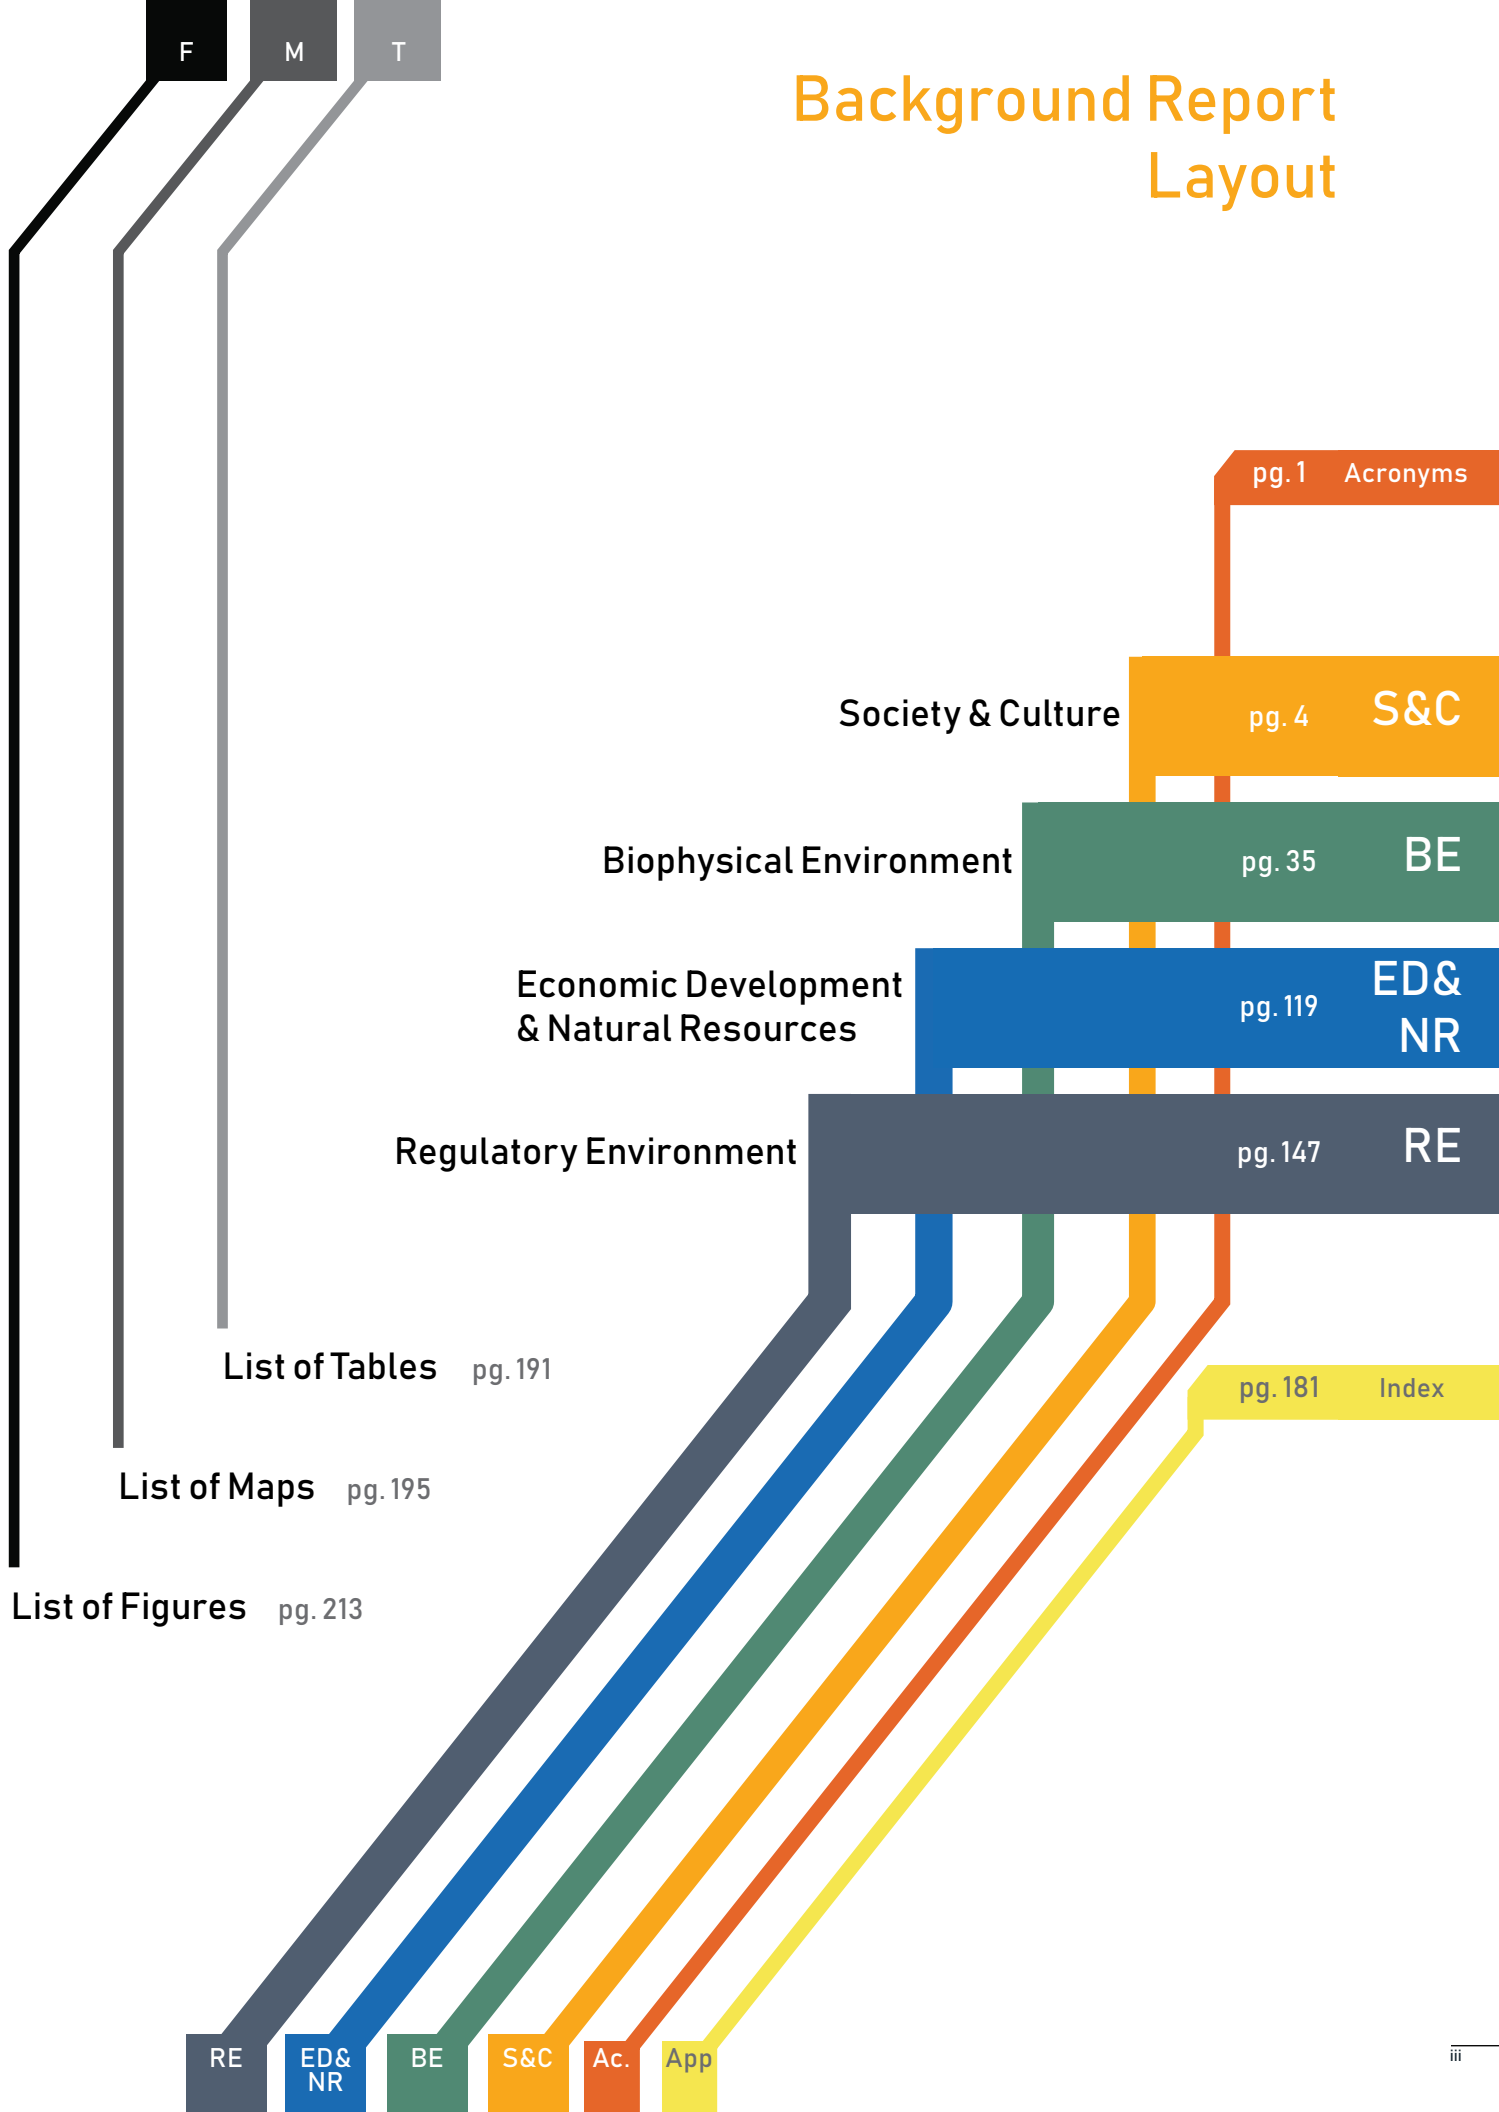 F
M
T
Background Report
Layout
pg. 1 Acronyms
Society & Culture
pg. 4
S&C
Biophysical Environment
pg. 35
BE
Economic Development
& Natural Resources
pg. 119
ED&
NR
Regulatory Environment
pg. 147
RE
List of Tables pg. 191
pg. 181 Index
List of Maps pg. 195
List of Figures pg. 213
RE
ED&
NR
BE
S&C
Ac.
App
iii